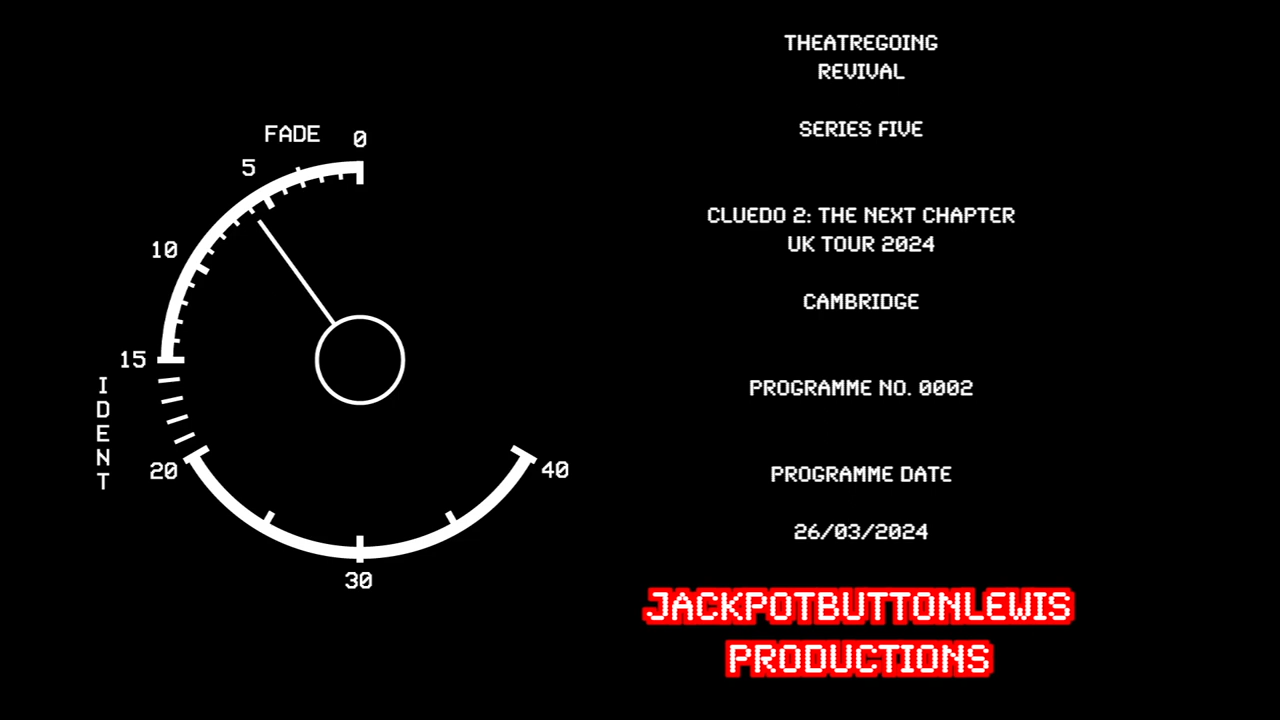 FADE
0
5
10
15
IDENT
20
30
40
THEATREGOING
REVIVAL
SERIES FIVE
CLUEDO 2: THE NEXT CHAPTER
UK TOUR 2024
CAMBRIDGE
PROGRAMME NO. 0002
PROGRAMME DATE
26/03/2024
JACKPOTBUTTONLEWIS
PRODUCTIONS